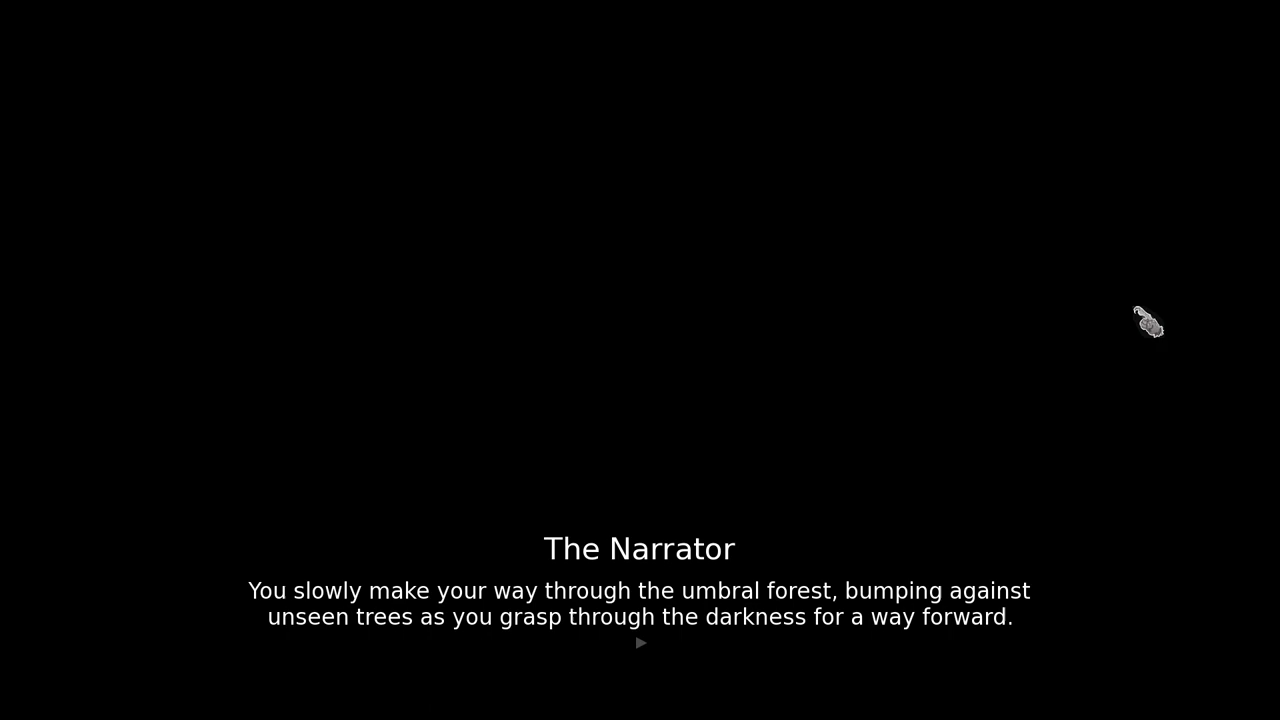 The Narrator
You slowly make your way through the umbral forest, bumping against
unseen trees as you grasp through the darkness for a way forward.